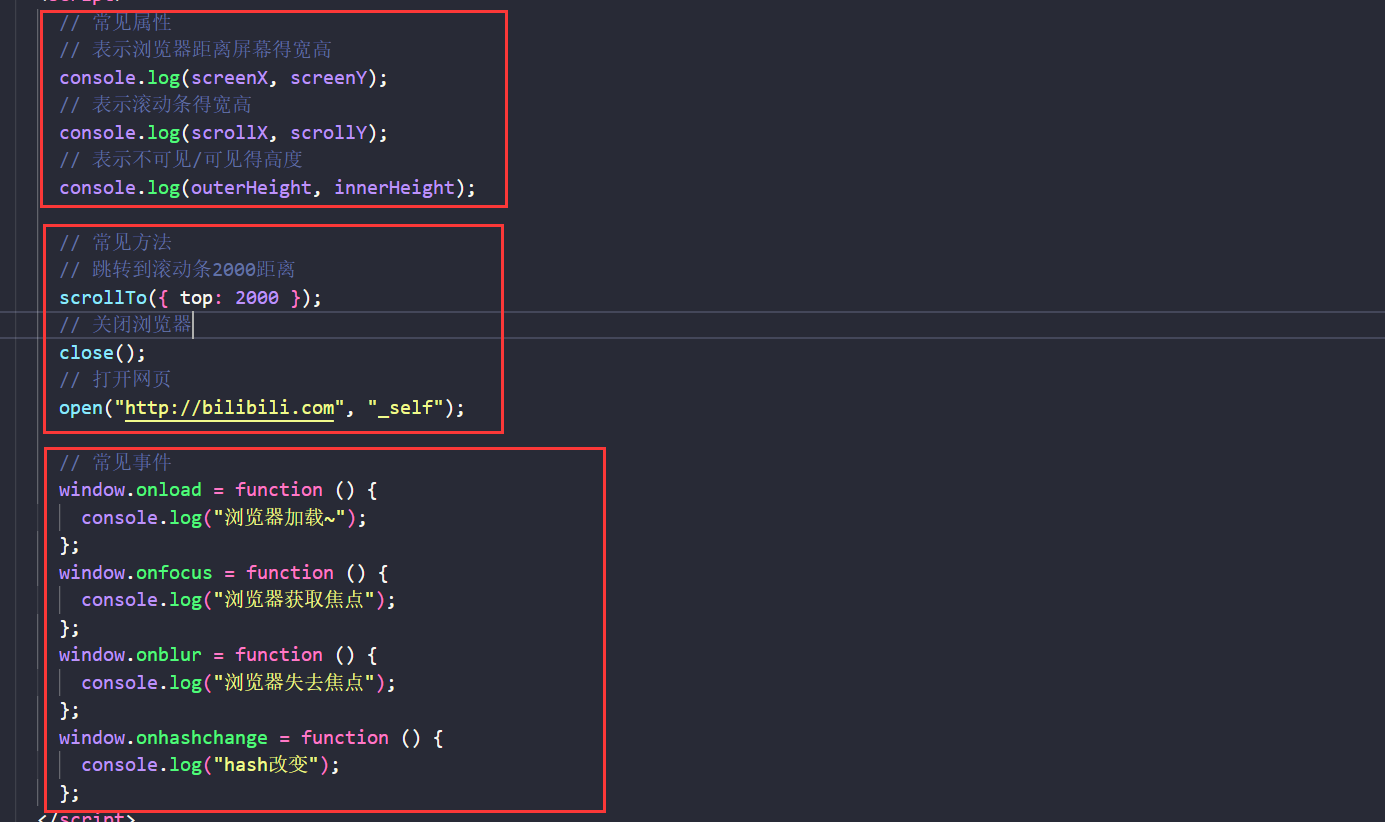 <script>
// 常见属性
// 表示浏览器距离屏幕得宽高
console.log(screenX, screenY);
// 表示滚动条得宽高
console.log(scrollX, scrollY);
// 表示不可见/可见得高度
console.log(outerHeight, innerHeight);
// 常见方法
// 跳转到滚动条2000距离
scrollTo({ top: 2000 });
// 关闭浏览器
close();
// 打开网页
open("http://bilibili.com", "_self");
// 常见事件
window.onload = function () {
console.log("浏览器加载~");
};
window.onfocus = function () {
console.log("浏览器获取焦点");
};
window.onblur = function () {
console.log("浏览器失去焦点");
};
window.onhashchange = function () {
console.log("hash改变");
};
</script>